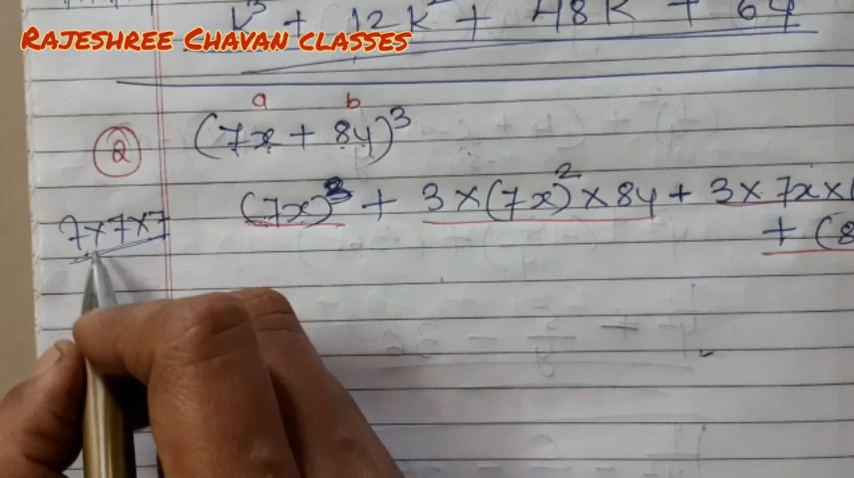 k³ + 12k² + 48k + 64
RAJESHREE CHAVAN CLASSES
a b
② (7x + 8y)³
(7x)³ + 3 × (7x)² × 8y + 3 × 7x ×
7×7×7
+ (8